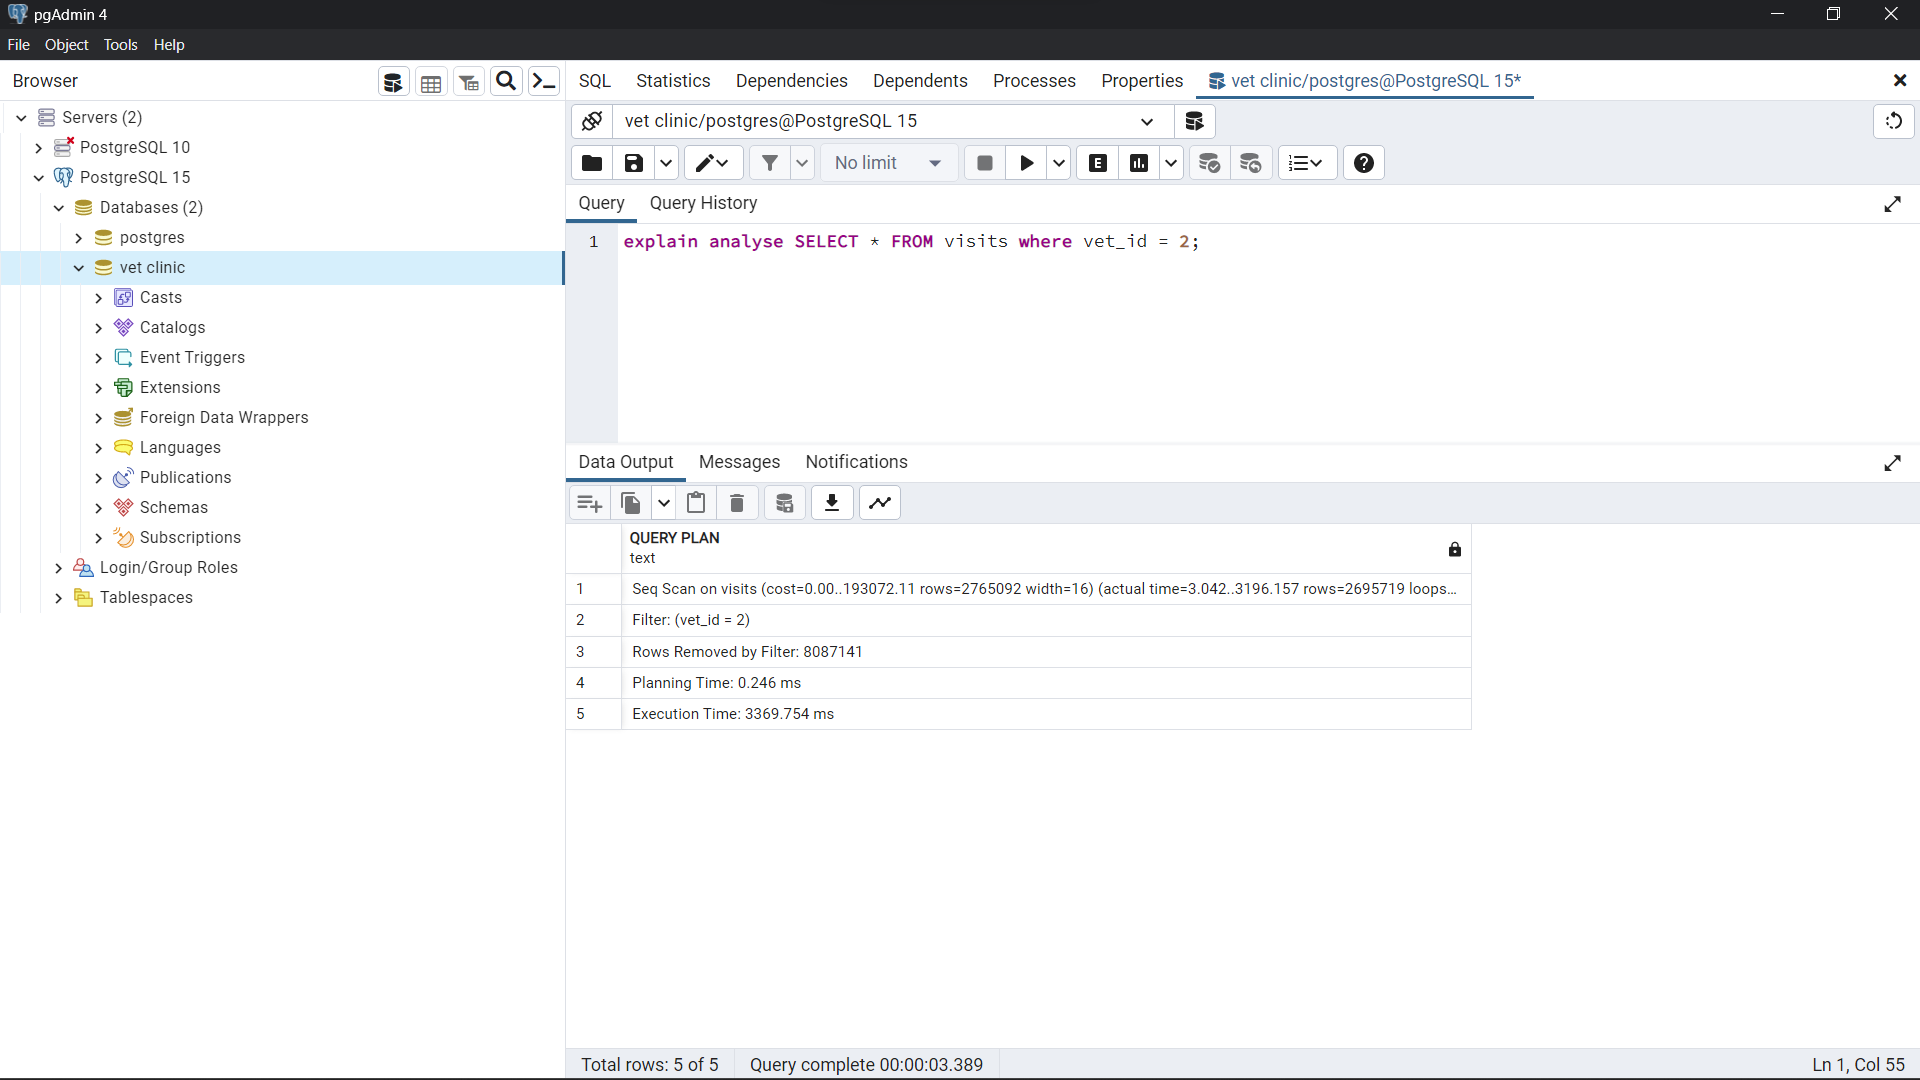 pgAdmin 4
File Object Tools Help
Browser
Servers (2)
PostgreSQL 10
PostgreSQL 15
Databases (2)
postgres
vet clinic
Casts
Catalogs
Event Triggers
Extensions
Foreign Data Wrappers
Languages
Publications
Schemas
Subscriptions
Login/Group Roles
Tablespaces
SQL Statistics Dependencies Dependents Processes Properties vet clinic/postgres@PostgreSQL 15*
vet clinic/postgres@PostgreSQL 15
No limit E
Query Query History
1 explain analyse SELECT * FROM visits where vet_id = 2;
Data Output Messages Notifications
QUERY PLAN
text
1 Seq Scan on visits (cost=0.00..193072.11 rows=2765092 width=16) (actual time=3.042..3196.157 rows=2695719 loops...
2 Filter: (vet_id = 2)
3 Rows Removed by Filter: 8087141
4 Planning Time: 0.246 ms
5 Execution Time: 3369.754 ms
Total rows: 5 of 5 Query complete 00:00:03.389 Ln 1, Col 55